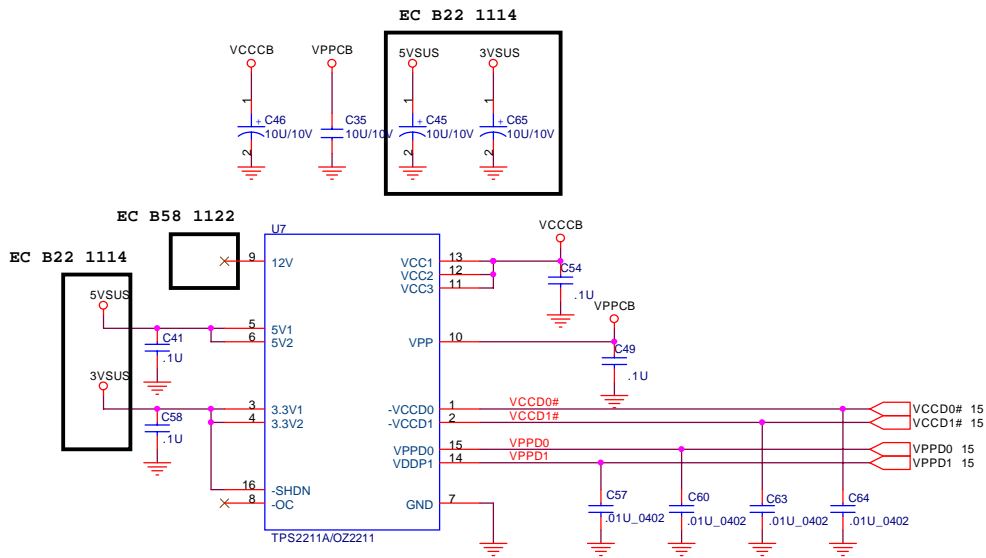 EC B22 1114
VCCCB
VPPCB
5VSUS
3VSUS
1
1
1
C46
10U/10V
C35
10U/10V
C45
10U/10V
C65
10U/10V
+
+
+
2
2
2
EC B58 1122
EC B22 1114
U7
VCCCB
9
12V
VCC1
13
VCC2
12
VCC3
11
C54
.1U
5VSUS
VPPCB
5
5V1
6
5V2
VPP
10
C41
.1U
C49
.1U
3VSUS
3
3.3V1
4
3.3V2
C58
.1U
-VCCD0
1
VCCD0#
VCCD0# 15
-VCCD1
2
VCCD1#
VCCD1# 15
VPPD0
15
VPPD0
VPPD0 15
VDDP1
14
VPPD1
VPPD1 15
16
-SHDN
8
-OC
GND
7
C57
.01U_0402
C60
.01U_0402
C63
.01U_0402
C64
.01U_0402
TPS2211A/OZ2211